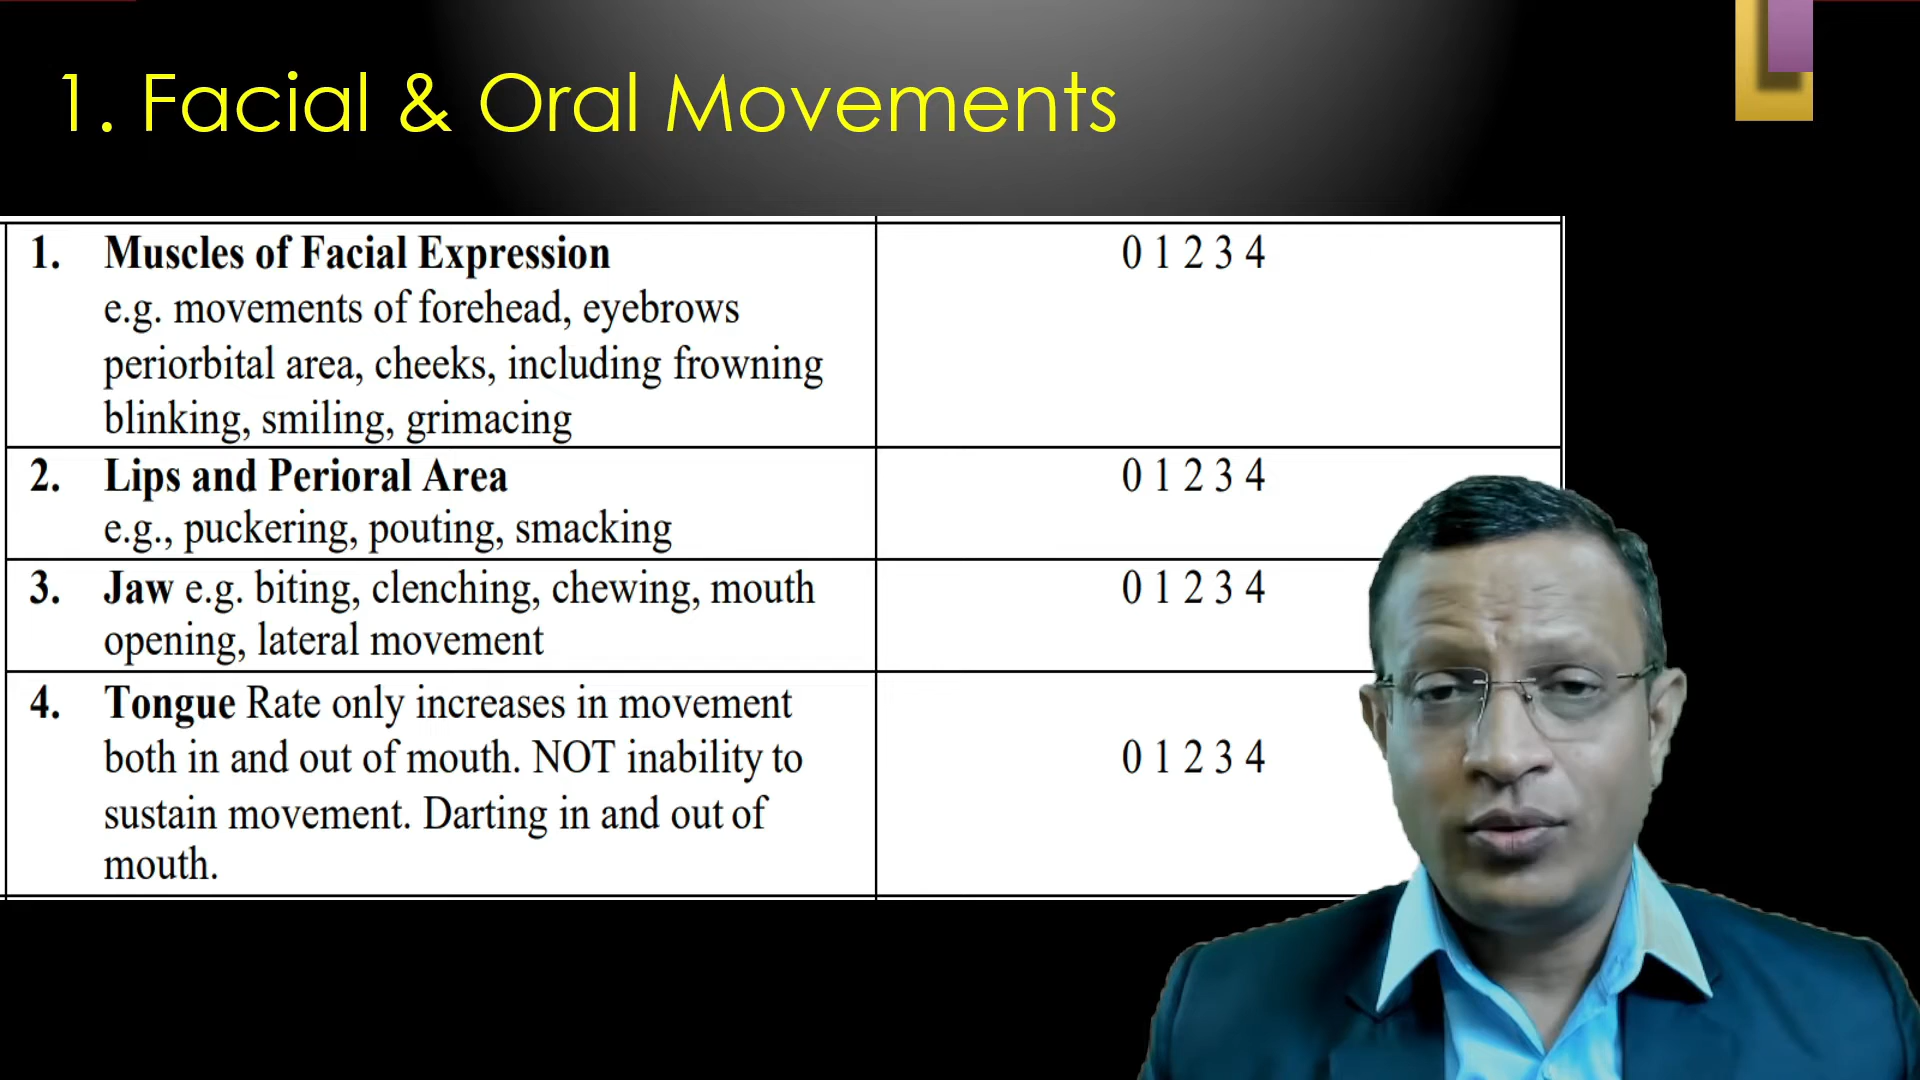 1. Facial & Oral Movements
1. Muscles of Facial Expression 0 1 2 3 4
e.g. movements of forehead, eyebrows
periorbital area, cheeks, including frowning
blinking, smiling, grimacing
2. Lips and Perioral Area 0 1 2 3 4
e.g., puckering, pouting, smacking
3. Jaw e.g. biting, clenching, chewing, mouth 0 1 2 3 4
opening, lateral movement
4. Tongue Rate only increases in movement
both in and out of mouth. NOT inability to 0 1 2 3 4
sustain movement. Darting in and out of
mouth.